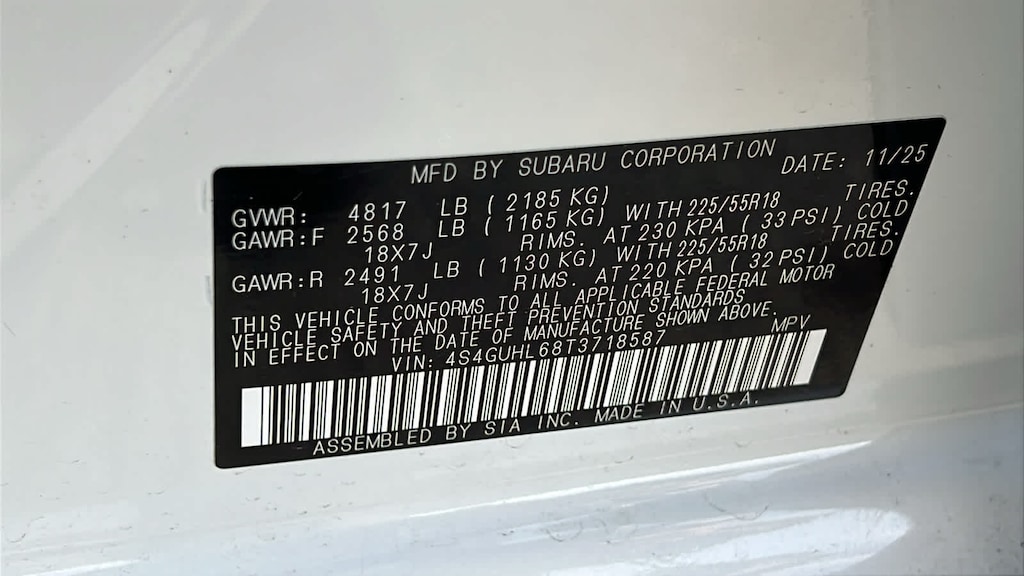 MFD BY SUBARU CORPORATION DATE: 11/25
GVWR: 4817 LB ( 2185 KG)
GAWR:F 2568 LB ( 1165 KG) WITH 225/55R18 TIRES.
18X7J RIMS. AT 230 KPA ( 33 PSI) COLD
GAWR:R 2491 LB ( 1130 KG) WITH 225/55R18 TIRES.
18X7J RIMS. AT 220 KPA ( 32 PSI) COLD
THIS VEHICLE CONFORMS TO ALL APPLICABLE FEDERAL MOTOR
VEHICLE SAFETY AND THEFT PREVENTION STANDARDS
IN EFFECT ON THE DATE OF MANUFACTURE SHOWN ABOVE.
VIN: 4S4GUHL68T3718587 MPV
ASSEMBLED BY SIA INC. MADE IN U.S.A.